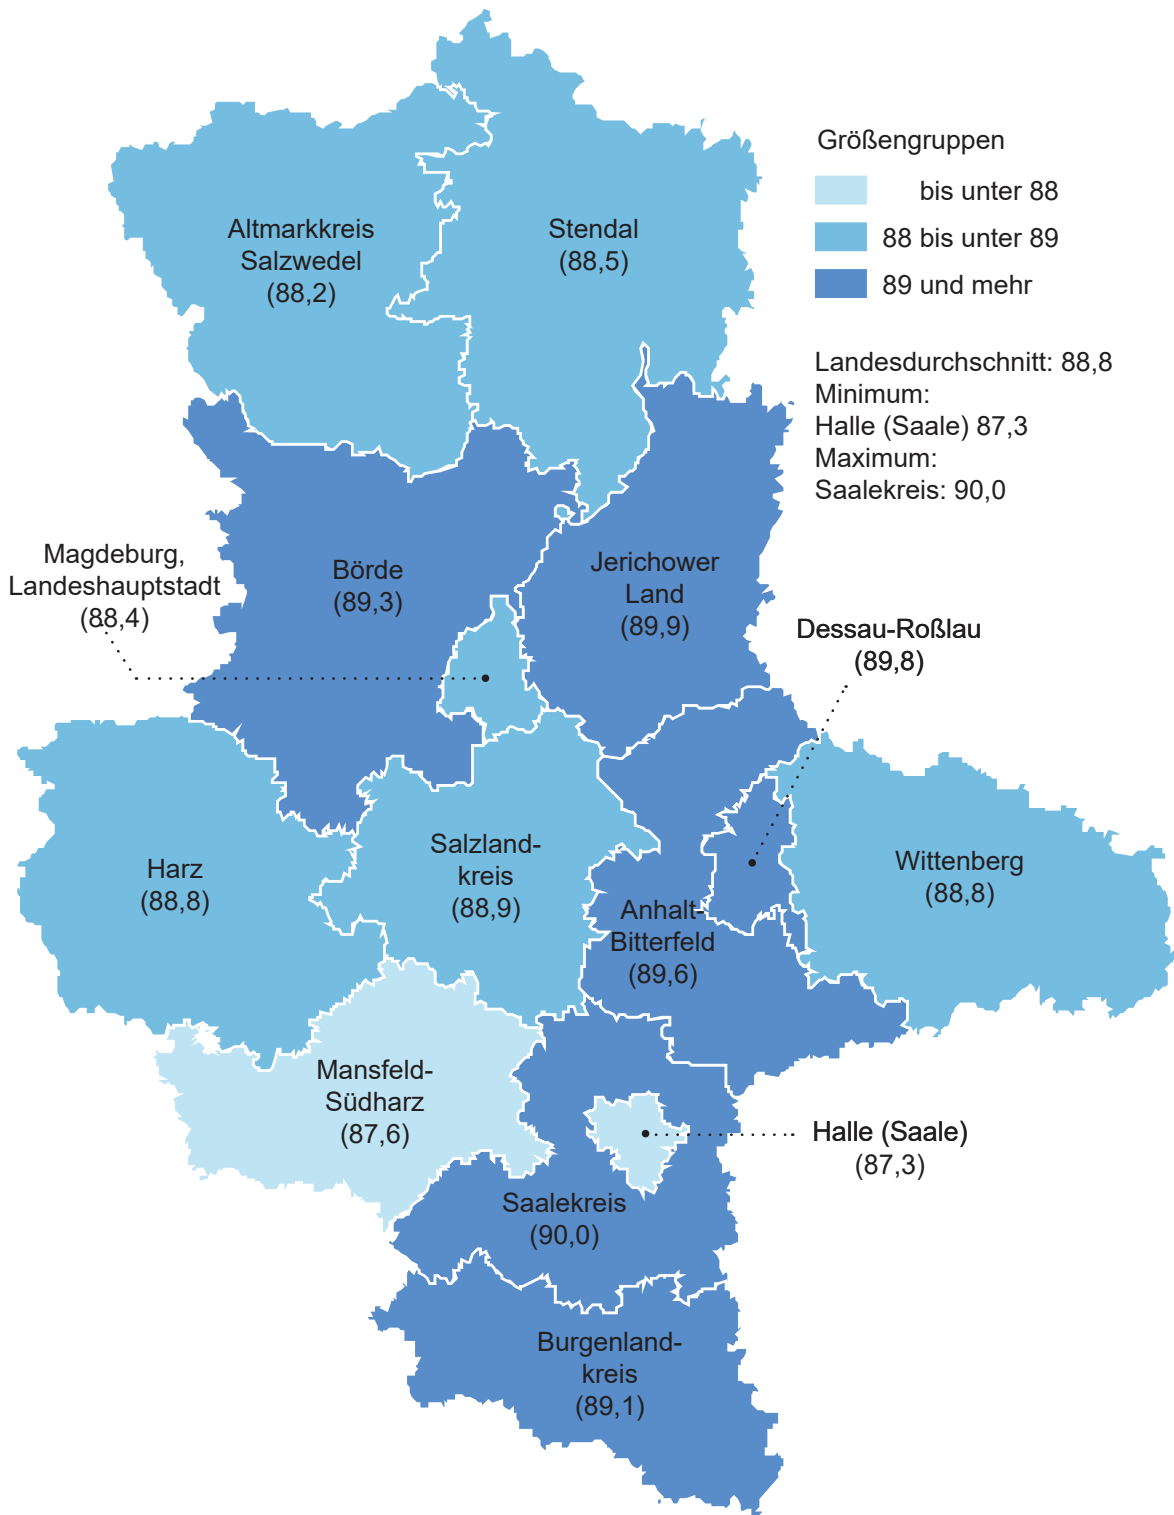 Größengruppen
bis unter 88
88 bis unter 89
89 und mehr
Landesdurchschnitt: 88,8
Minimum:
Halle (Saale) 87,3
Maximum:
Saalekreis: 90,0
Altmarkkreis
Salzwedel
(88,2)
Stendal
(88,5)
Magdeburg,
Landeshauptstadt
(88,4)
Börde
(89,3)
Jerichower
Land
(89,9)
Dessau-Roßlau
(89,8)
Harz
(88,8)
Salzland-
kreis
(88,9)
Anhalt-
Bitterfeld
(89,6)
Wittenberg
(88,8)
Mansfeld-
Südharz
(87,6)
Halle (Saale)
(87,3)
Saalekreis
(90,0)
Burgenland-
kreis
(89,1)